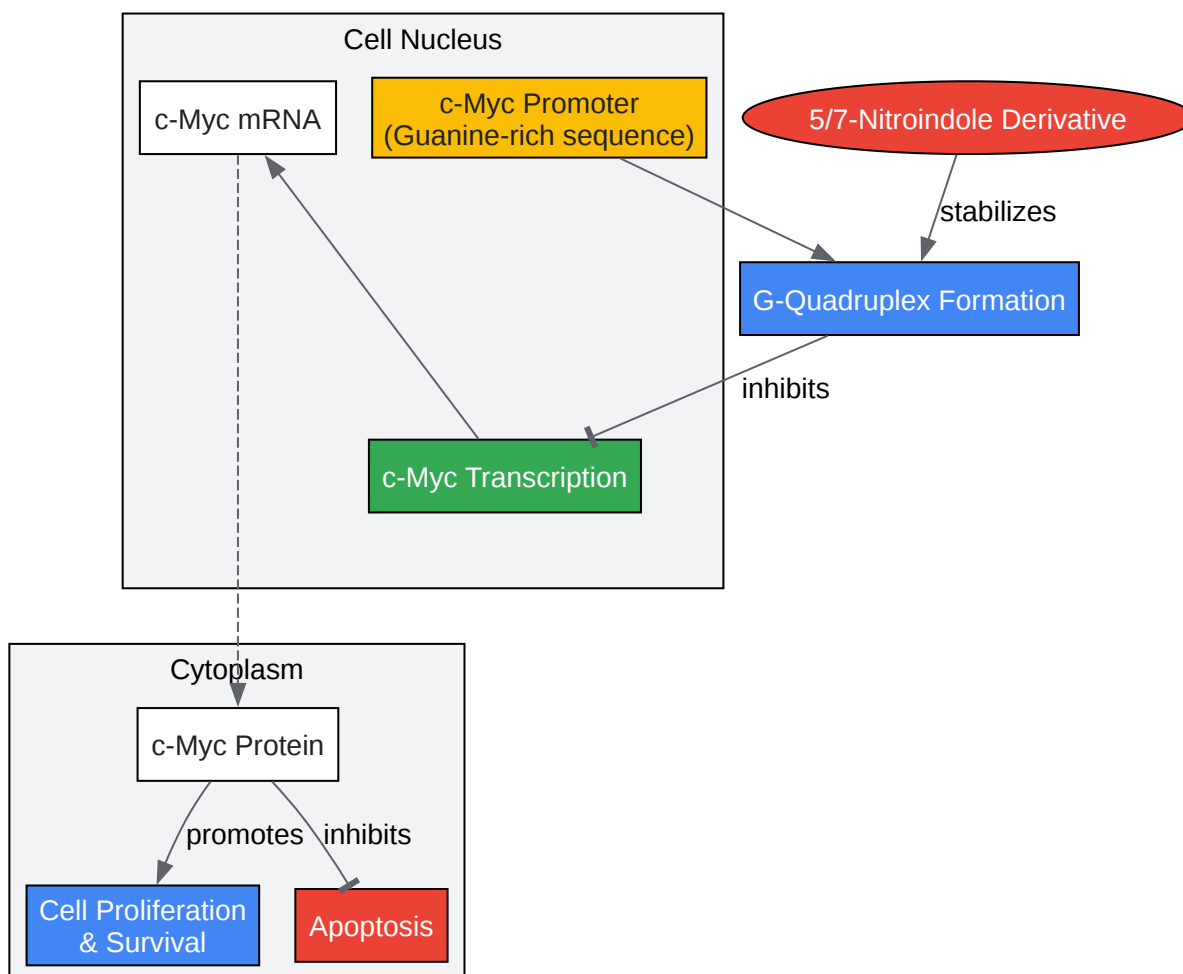 Cell Nucleus
c-Myc mRNA
c-Myc Promoter
(Guanine-rich sequence)
5/7-Nitroindole Derivative
stabilizes
G-Quadruplex Formation
inhibits
c-Myc Transcription
Cytoplasm
c-Myc Protein
promotes
inhibits
Cell Proliferation
& Survival
Apoptosis